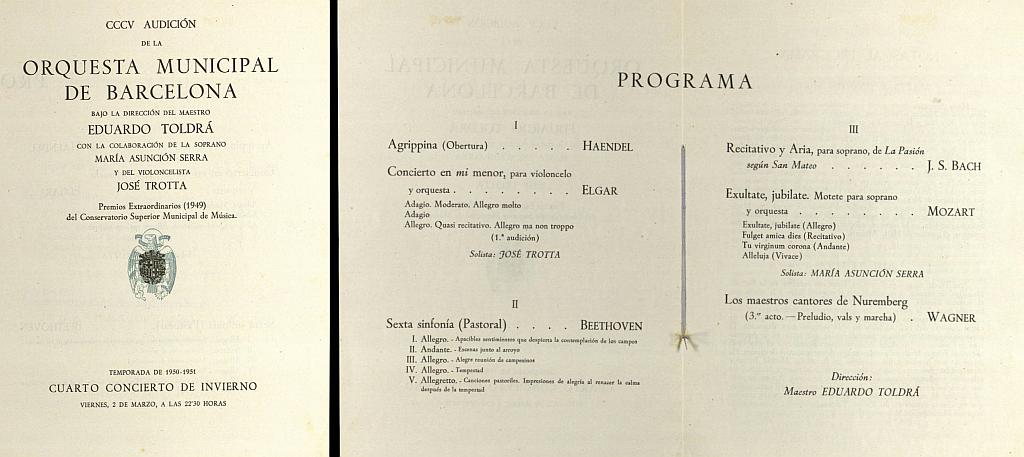 CCCV AUDICIÓN
DE LA
ORQUESTA MUNICIPAL
DE BARCELONA
BAJO LA DIRECCIÓN DEL MAESTRO
EDUARDO TOLDRÁ
CON LA COLABORACIÓN DE LA SOPRANO
MARÍA ASUNCIÓN SERRA
Y DEL VIOLONCELISTA
JOSÉ TROTTA
Premios Extraordinarios (1949)
del Conservatorio Superior Municipal de Música.
TEMPORADA DE 1950-1951
CUARTO CONCIERTO DE INVIERNO
VIERNES, 2 DE MARZO, A LAS 22'30 HORAS
PROGRAMA
I
Agrippina (Obertura) . . . . . HAENDEL
Concierto en mi menor, para violoncelo
y orquesta . . . . . . . . ELGAR
Adagio. Moderato. Allegro molto
Adagio
Allegro. Quasi recitativo. Allegro ma non troppo
(1.ª audición)
Solista: JOSÉ TROTTA
II
Sexta sinfonía (Pastoral) . . . . BEETHOVEN
I. Allegro. - Apacibles sentimientos que despierta la contemplación de los campos
II. Andante. - Escenas junto al arroyo
III. Allegro. - Alegre reunión de campesinos
IV. Allegro. - Tempestad
V. Allegretto. - Canciones pastoriles. Impresiones de alegría al renacer la calma
después de la tempestad
III
Recitativo y Aria, para soprano, de La Pasión
según San Mateo . . . . . . J. S. BACH
Exultate, jubilate. Motete para soprano
y orquesta . . . . . . . . MOZART
Exultate, jubilate (Allegro)
Fulget amica dies (Recitativo)
Tu virginum corona (Andante)
Alleluja (Vivace)
Solista: MARÍA ASUNCIÓN SERRA
Los maestros cantores de Nuremberg
(3.er acto. — Preludio, vals y marcha) . WAGNER
Dirección:
Maestro EDUARDO TOLDRÁ